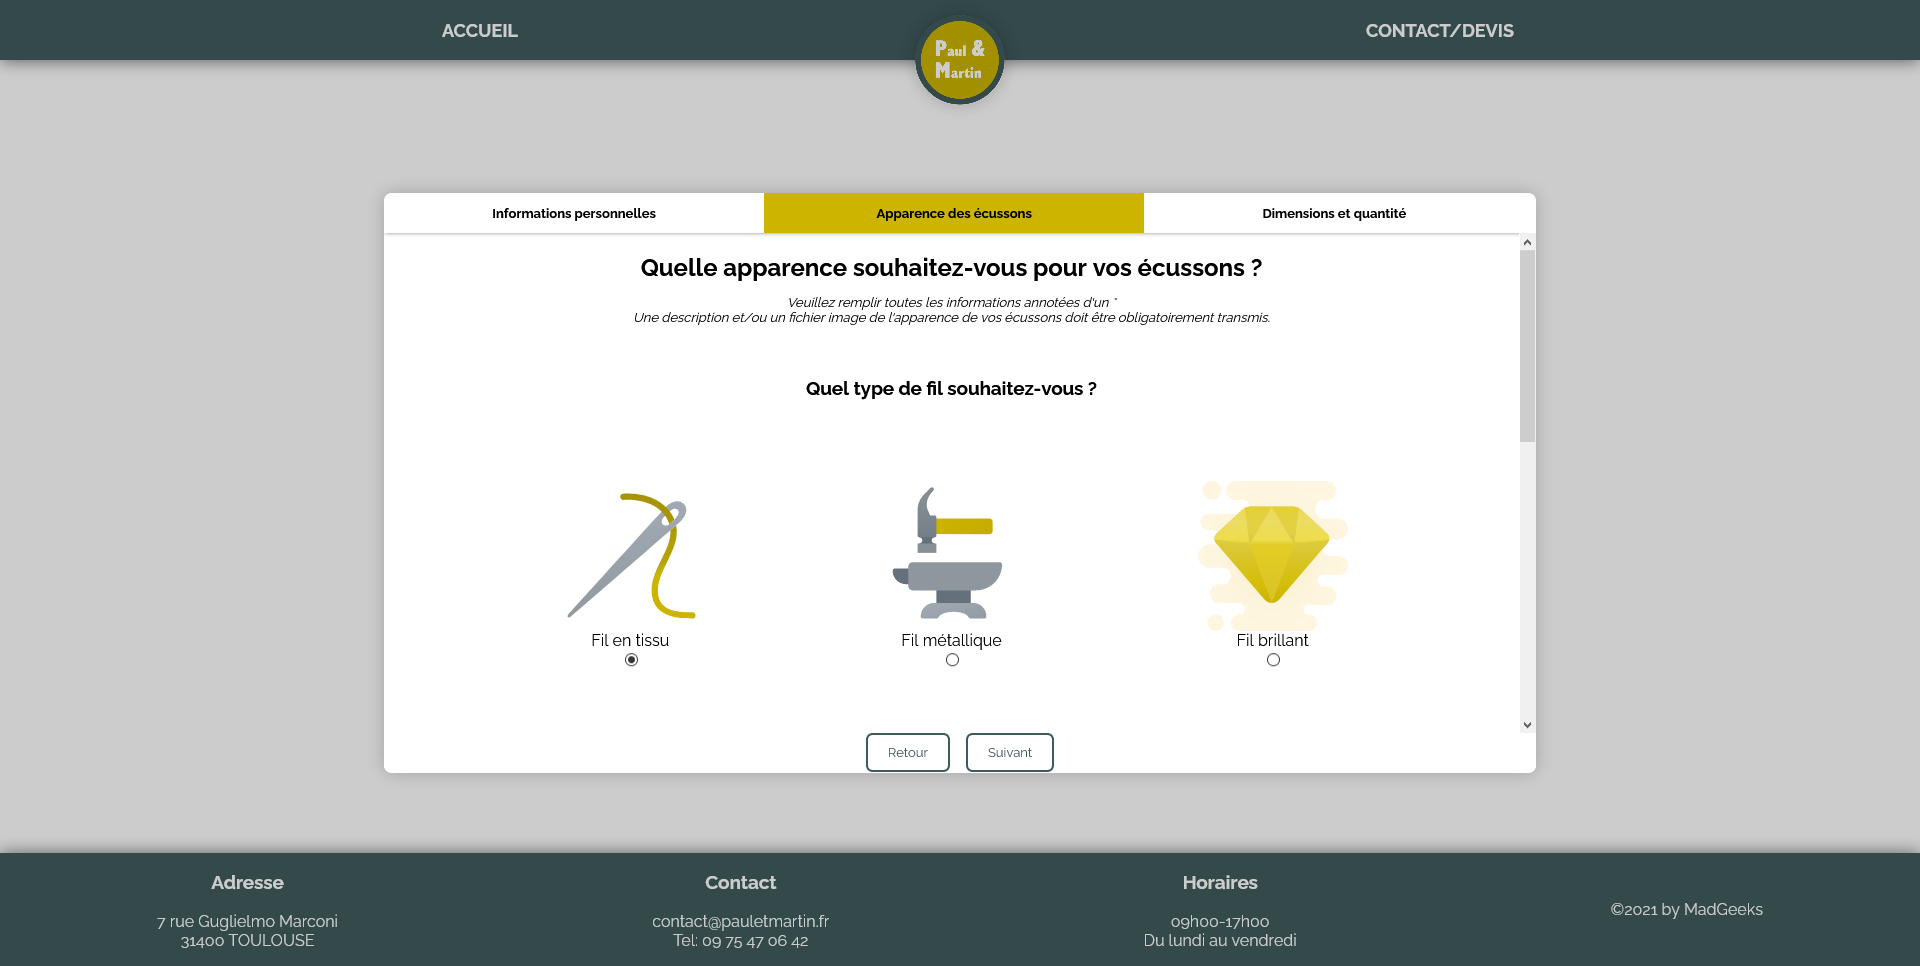 ACCUEIL
Paul &
Martin
CONTACT/DEVIS
Informations personnelles
Apparence des écussons
Dimensions et quantité
Quelle apparence souhaitez-vous pour vos écussons ?
Veuillez remplir toutes les informations annotées d'un *
Une description et/ou un fichier image de l'apparence de vos écussons doit être obligatoirement transmis.
Quel type de fil souhaitez-vous ?
Fil en tissu
Fil métallique
Fil brillant
Retour
Suivant
Adresse
7 rue Guglielmo Marconi
31400 TOULOUSE
Contact
contact@pauletmartin.fr
Tel: 09 75 47 06 42
Horaires
09h00-17h00
Du lundi au vendredi
©2021 by MadGeeks